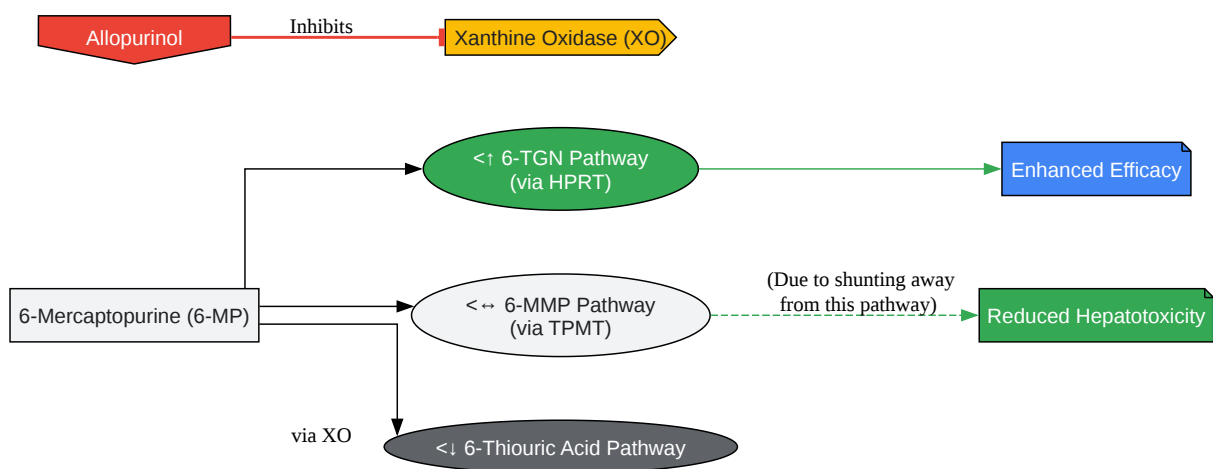 Allopurinol
Inhibits
Xanthine Oxidase (XO)
<↑ 6-TGN Pathway
(via HPRT)
Enhanced Efficacy
6-Mercaptopurine (6-MP)
<↔ 6-MMP Pathway
(via TPMT)
(Due to shunting away
from this pathway)
Reduced Hepatotoxicity
via XO
<↓ 6-Thiouric Acid Pathway